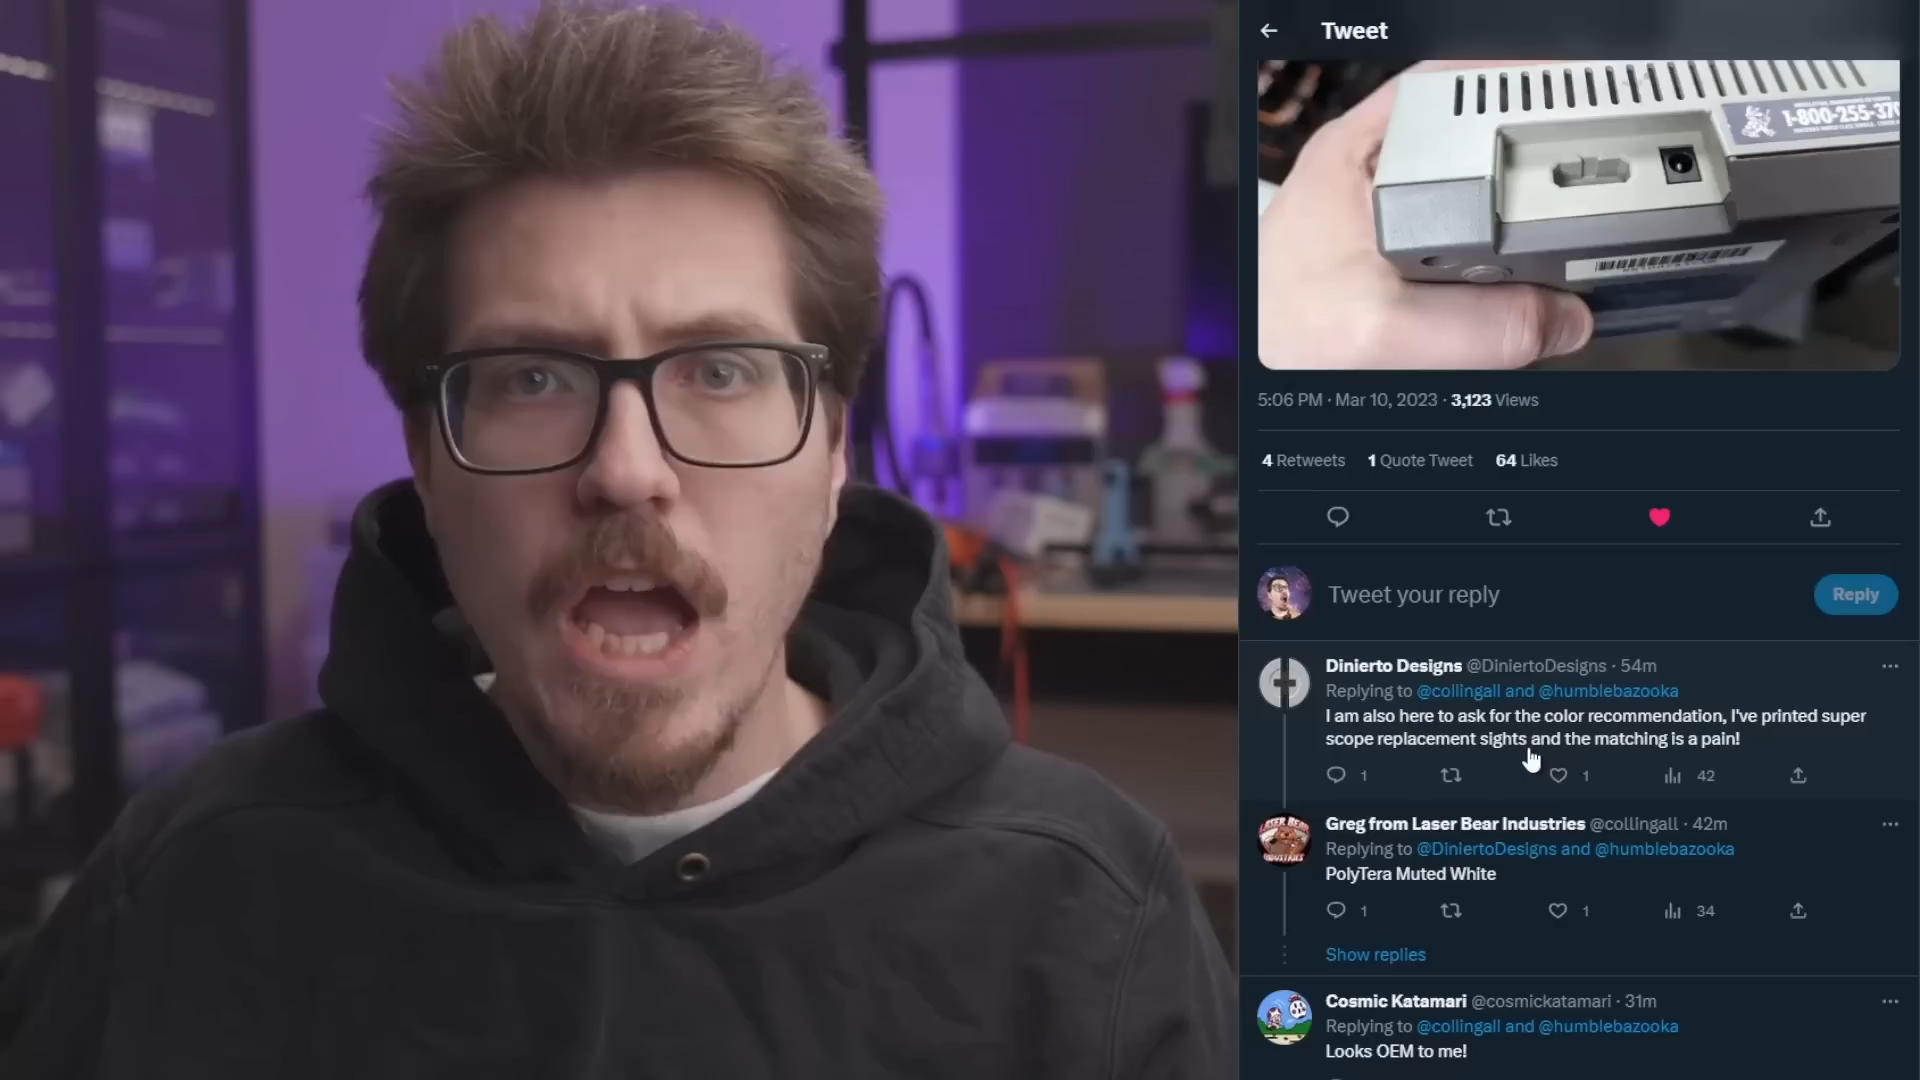 Tweet
1-800-255-370
5:06 PM · Mar 10, 2023 · 3,123 Views
4 Retweets 1 Quote Tweet 64 Likes
Tweet your reply
Reply
Dinierto Designs @DiniertoDesigns · 54m
Replying to @collingall and @humblebazooka
I am also here to ask for the color recommendation, I've printed super
scope replacement sights and the matching is a pain!
1 1 42
LASER BEAR
INDUSTRIES
Greg from Laser Bear Industries @collingall · 42m
Replying to @DiniertoDesigns and @humblebazooka
PolyTera Muted White
1 1 34
Show replies
Cosmic Katamari @cosmickatamari · 31m
Replying to @collingall and @humblebazooka
Looks OEM to me!